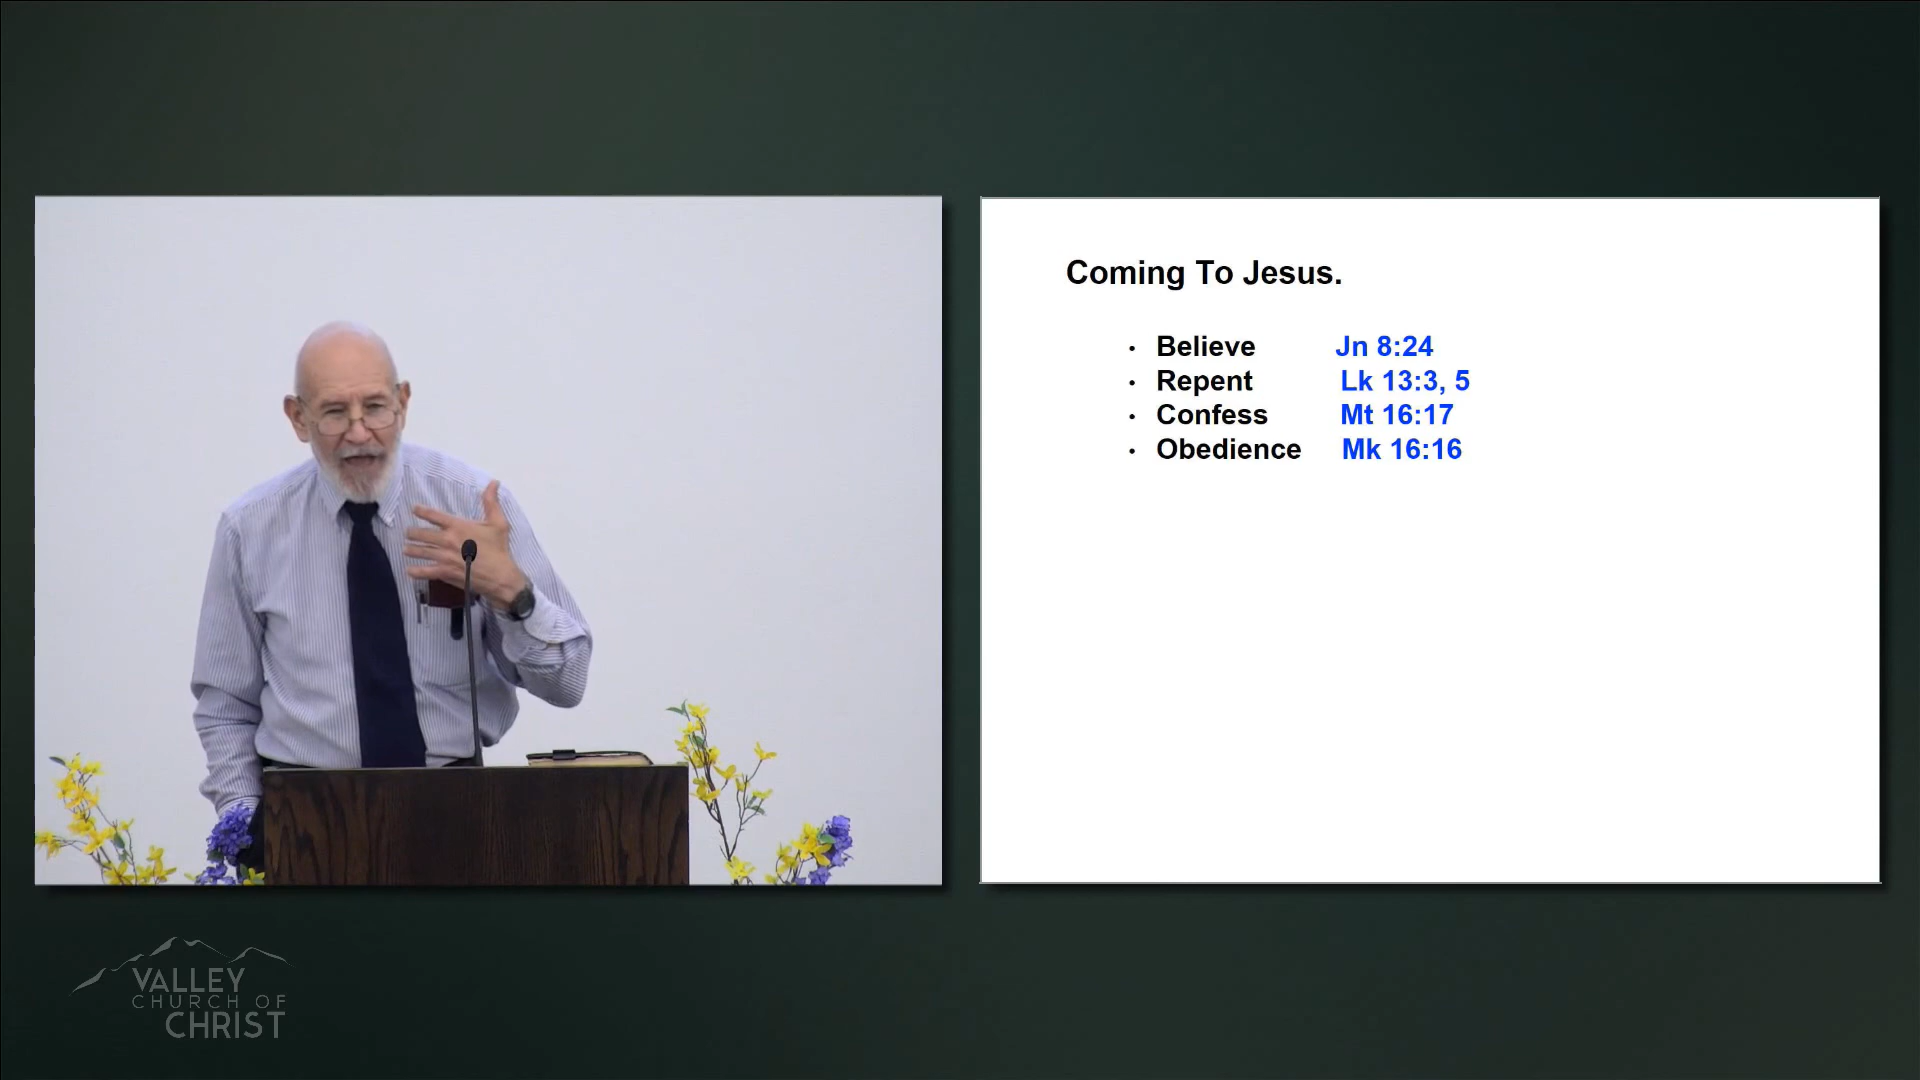 Coming To Jesus.
• Believe Jn 8:24
• Repent Lk 13:3, 5
• Confess Mt 16:17
• Obedience Mk 16:16
VALLEY
CHURCH OF
CHRIST